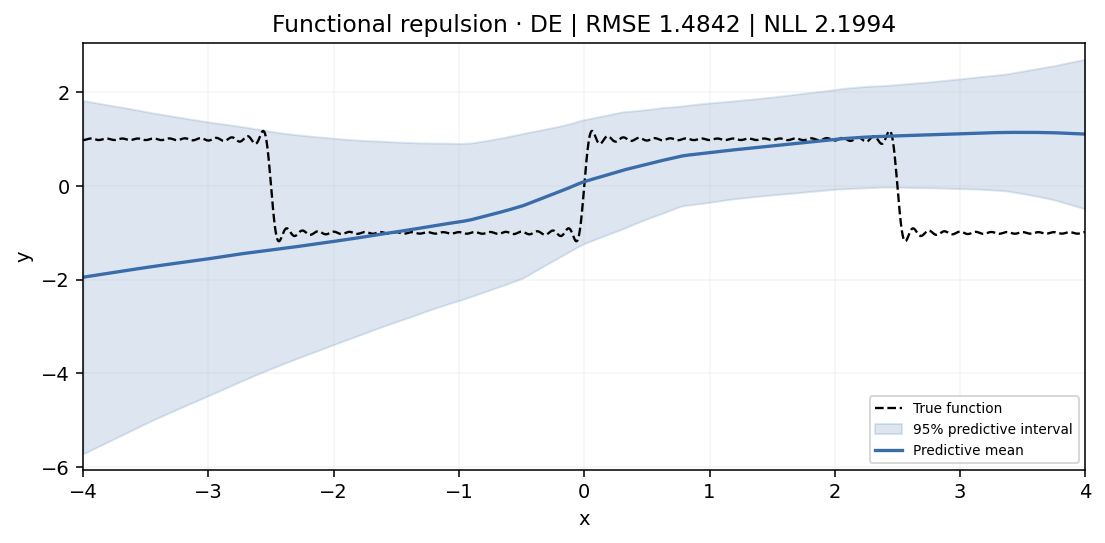 Functional repulsion · DE | RMSE 1.4842 | NLL 2.1994
y
2
0
−2
−4
−6
−4
−3
−2
−1
0
1
2
3
4
x
True function
95% predictive interval
Predictive mean